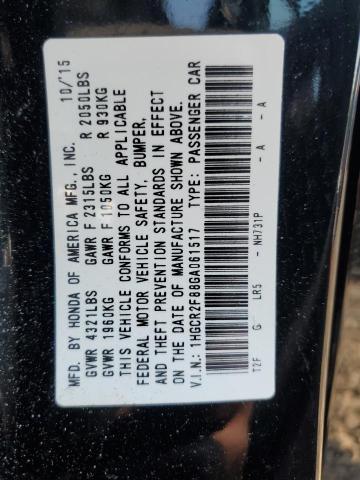 MFD. BY HONDA OF AMERICA MFG., INC. 10/15
GVWR 4321LBS GAWR F 2315LBS R 2050LBS
GVWR 1960KG GAWR F 1050KG R 930KG
THIS VEHICLE CONFORMS TO ALL APPLICABLE
FEDERAL MOTOR VEHICLE SAFETY, BUMPER,
AND THEFT PREVENTION STANDARDS IN EFFECT
ON THE DATE OF MANUFACTURE SHOWN ABOVE.
V.I.N.: 1HGCR2F88GA061517 TYPE: PASSENGER CAR
T2F G LR5 NH731P - A - A